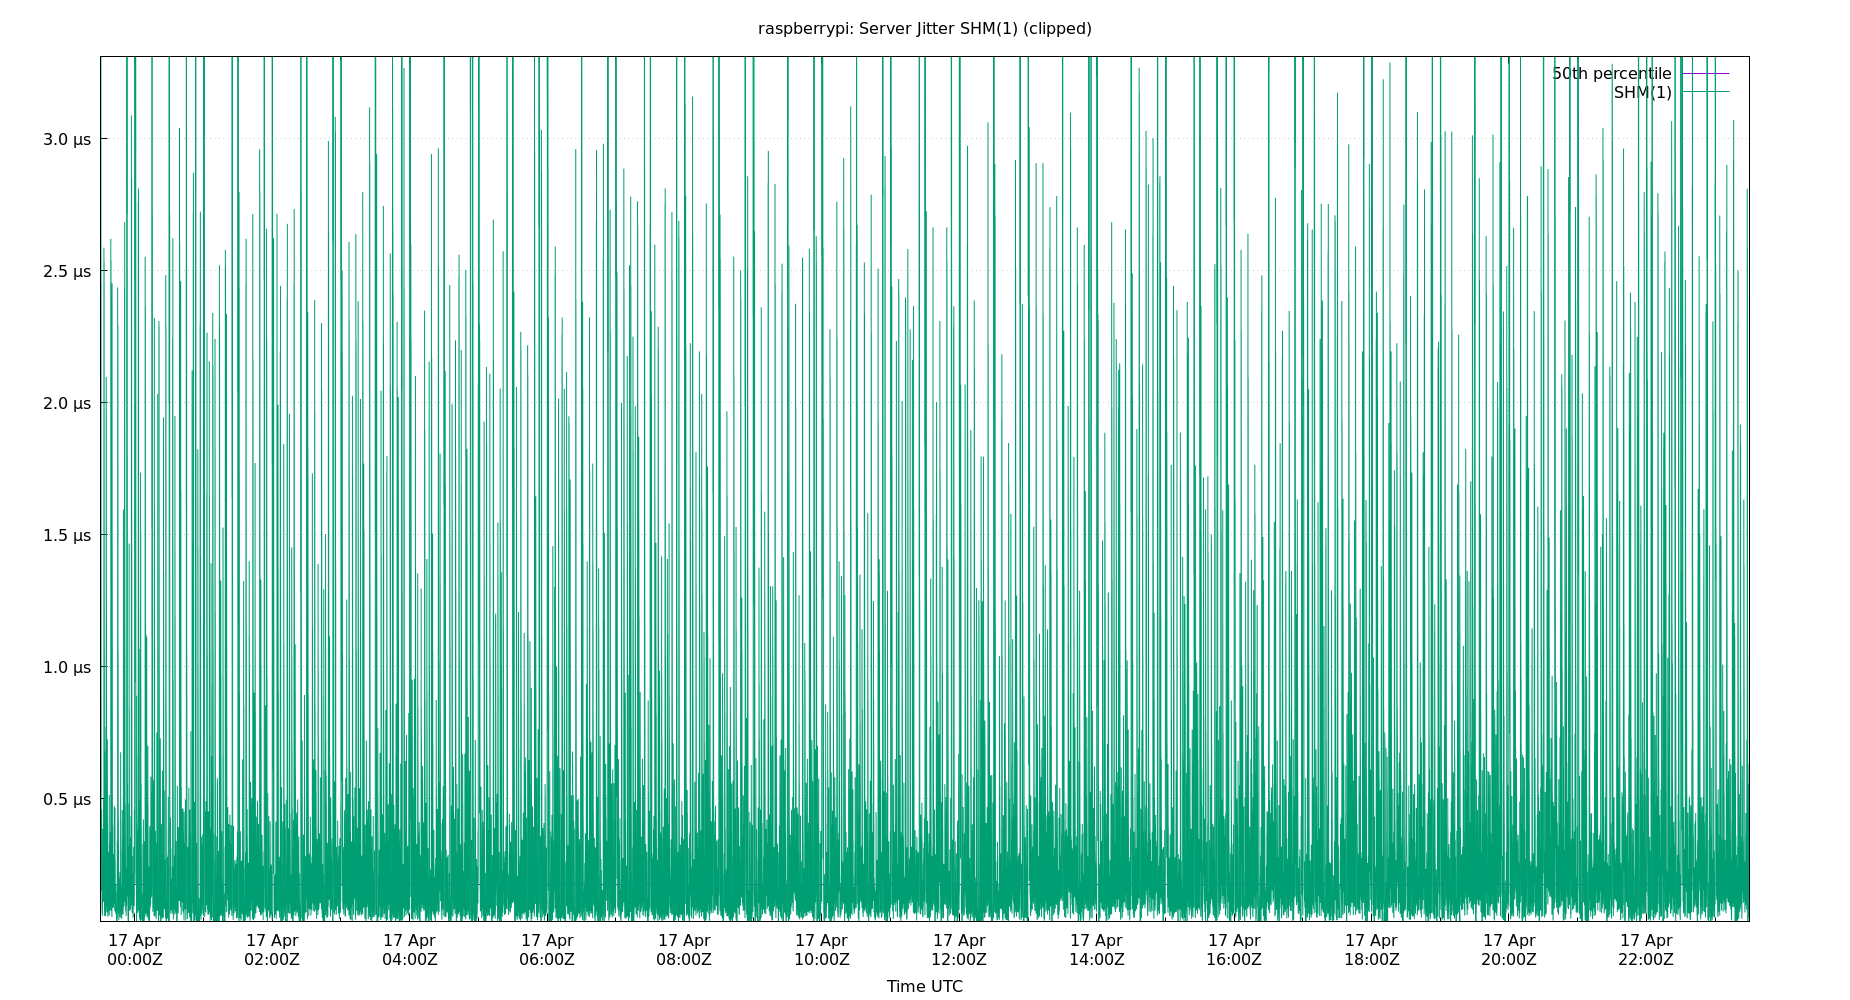 raspberrypi: Server Jitter SHM(1) (clipped)
50th percentile
SHM(1)
3.0 µs
2.5 µs
2.0 µs
1.5 µs
1.0 µs
0.5 µs
17 Apr 17 Apr 17 Apr 17 Apr 17 Apr 17 Apr 17 Apr 17 Apr 17 Apr 17 Apr 17 Apr 17 Apr
00:00Z 02:00Z 04:00Z 06:00Z 08:00Z 10:00Z 12:00Z 14:00Z 16:00Z 18:00Z 20:00Z 22:00Z
Time UTC